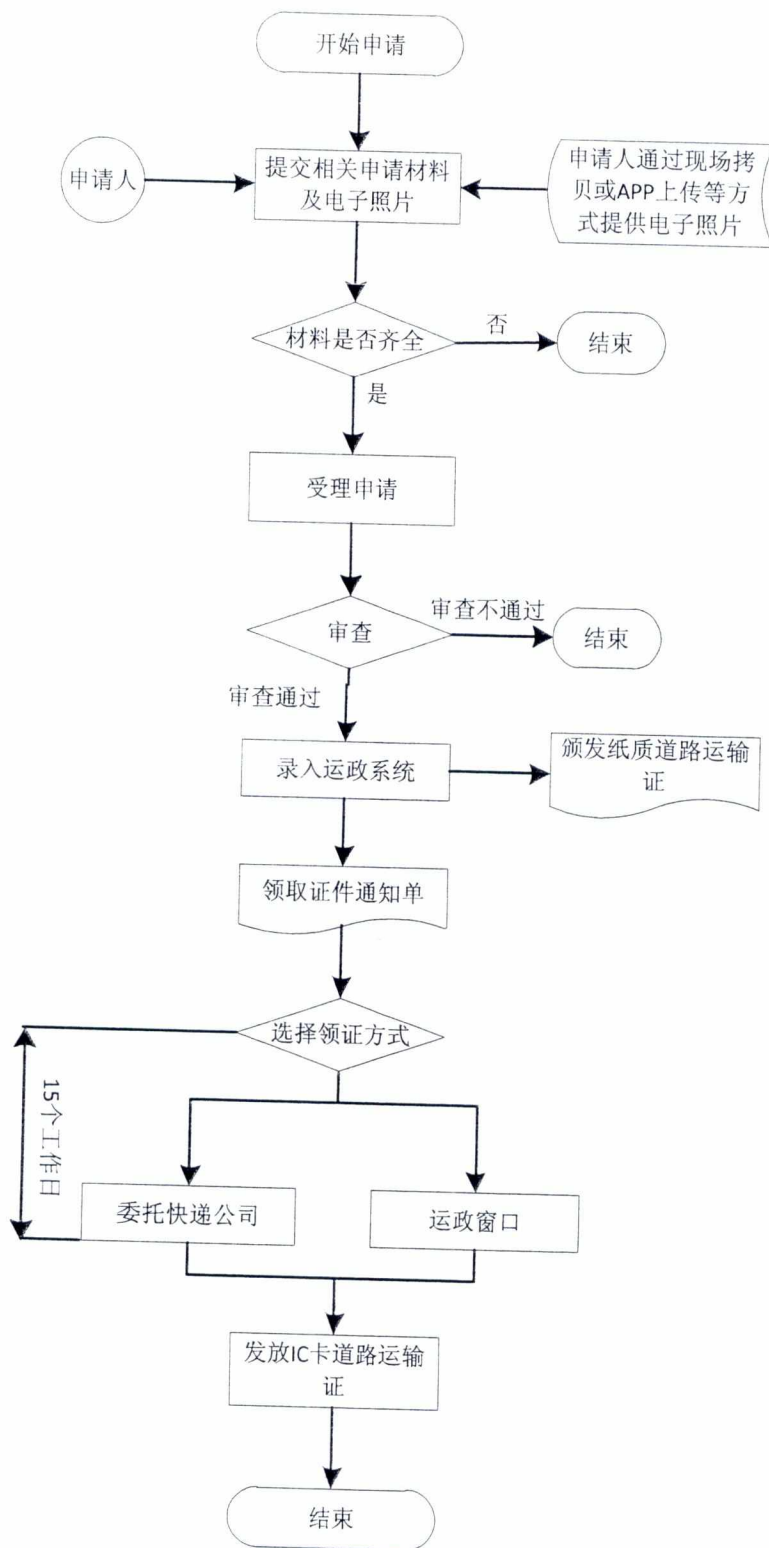 开始申请
申请人
提交相关申请材料
及电子照片
申请人通过现场拷
贝或APP上传等方
式提供电子照片
材料是否齐全
否
结束
是
受理申请
审查
审查不通过
结束
审查通过
录入运政系统
颁发纸质道路运输
证
领取证件通知单
选择领证方式
15个工作日
委托快递公司
运政窗口
发放IC卡道路运输
证
结束